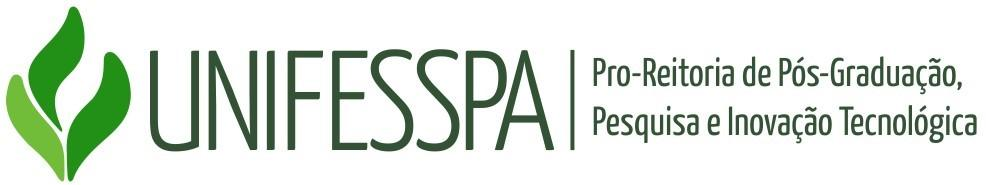 UNIFESSPA
Pro-Reitoria de Pós-Graduação,
Pesquisa e Inovação Tecnológica